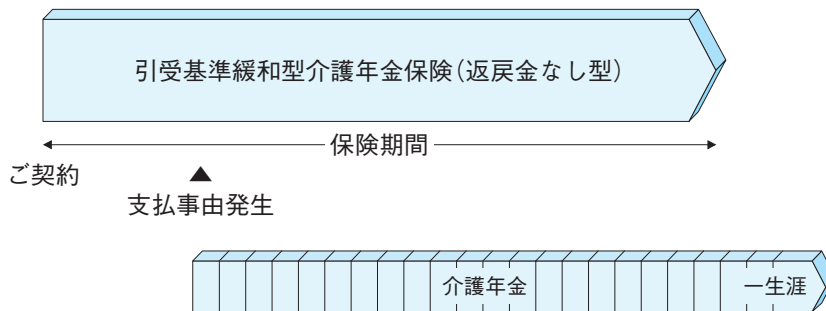 引受基準緩和型介護年金保険(返戻金なし型)
保険期間
ご契約
▲
支払事由発生
介護年金
一生涯